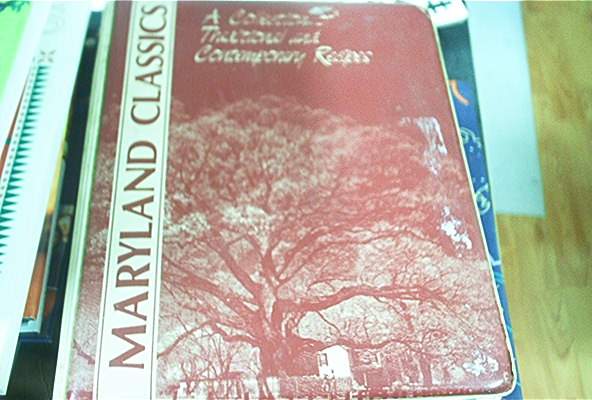 MARYLAND CLASSICS
A Collection of
Traditional and
Contemporary Recipes